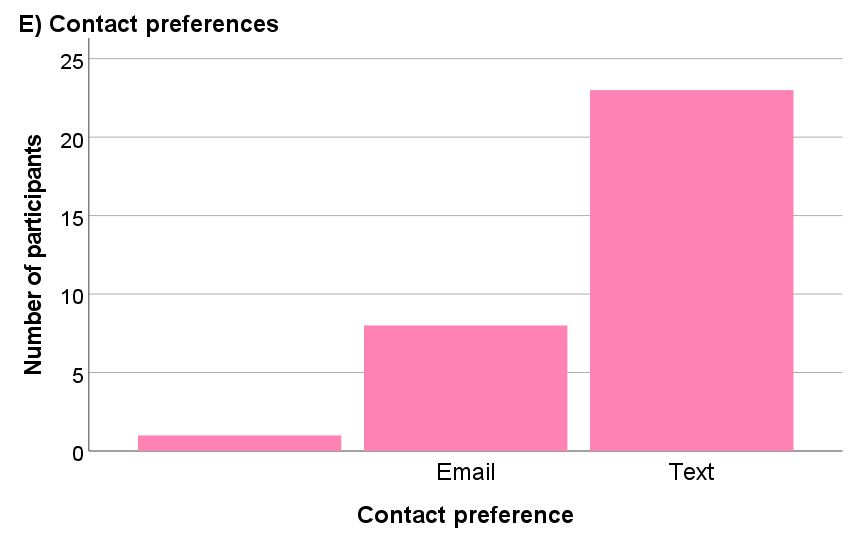 E) Contact preferences
25
20
15
10
5
0
Number of participants
Email Text
Contact preference